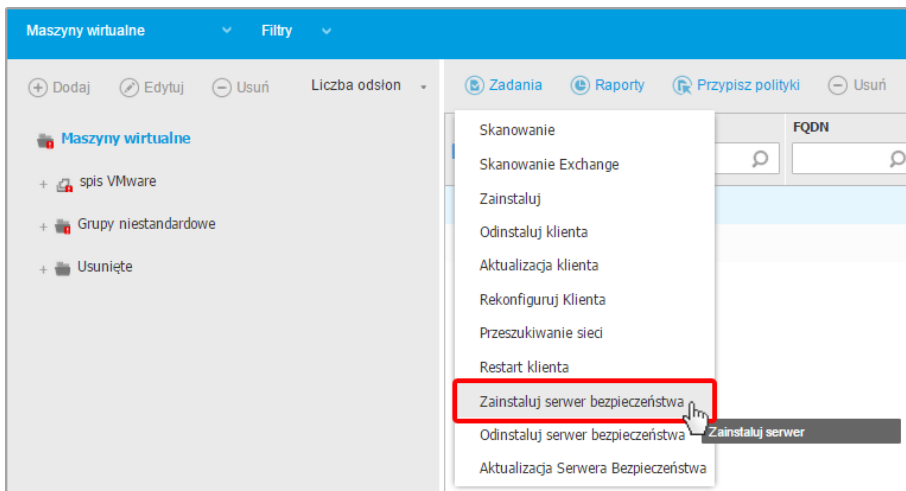 Maszyny wirtualne Filtry
Dodaj Edytuj Usuń Liczba odsłon Zadania Raporty Przypisz polityki Usuń
Maszyny wirtualne
spis VMware
Grupy niestandardowe
Usunięte
FQDN
Skanowanie
Skanowanie Exchange
Zainstaluj
Odinstaluj klienta
Aktualizacja klienta
Rekonfiguruj Klienta
Przeszukiwanie sieci
Restart klienta
Zainstaluj serwer bezpieczeństwa
Zainstaluj serwer
Odinstaluj serwer bezpieczeństwa
Aktualizacja Serwera Bezpieczeństwa